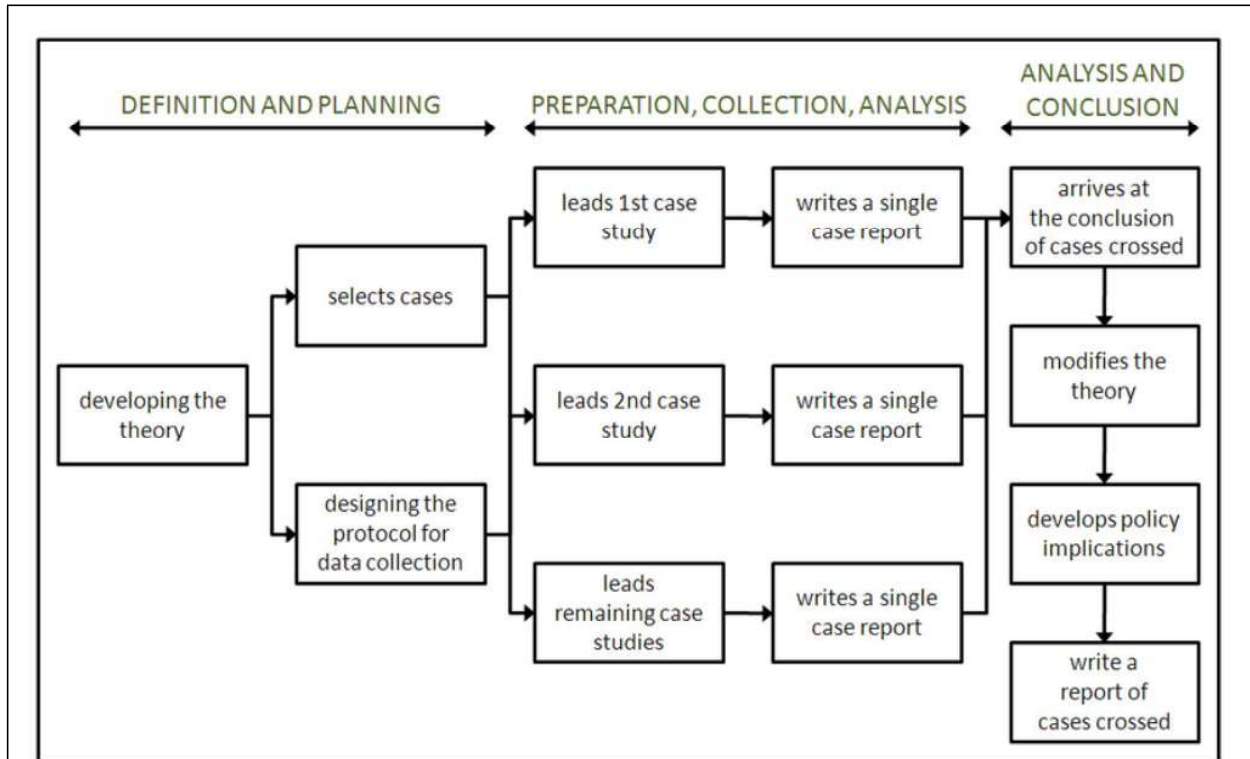 DEFINITION AND PLANNING
PREPARATION, COLLECTION, ANALYSIS
ANALYSIS AND
CONCLUSION
developing the
theory
selects cases
designing the
protocol for
data collection
leads 1st case
study
writes a single
case report
leads 2nd case
study
writes a single
case report
leads
remaining case
studies
writes a single
case report
arrives at
the conclusion
of cases crossed
modifies the
theory
develops policy
implications
write a
report of
cases crossed